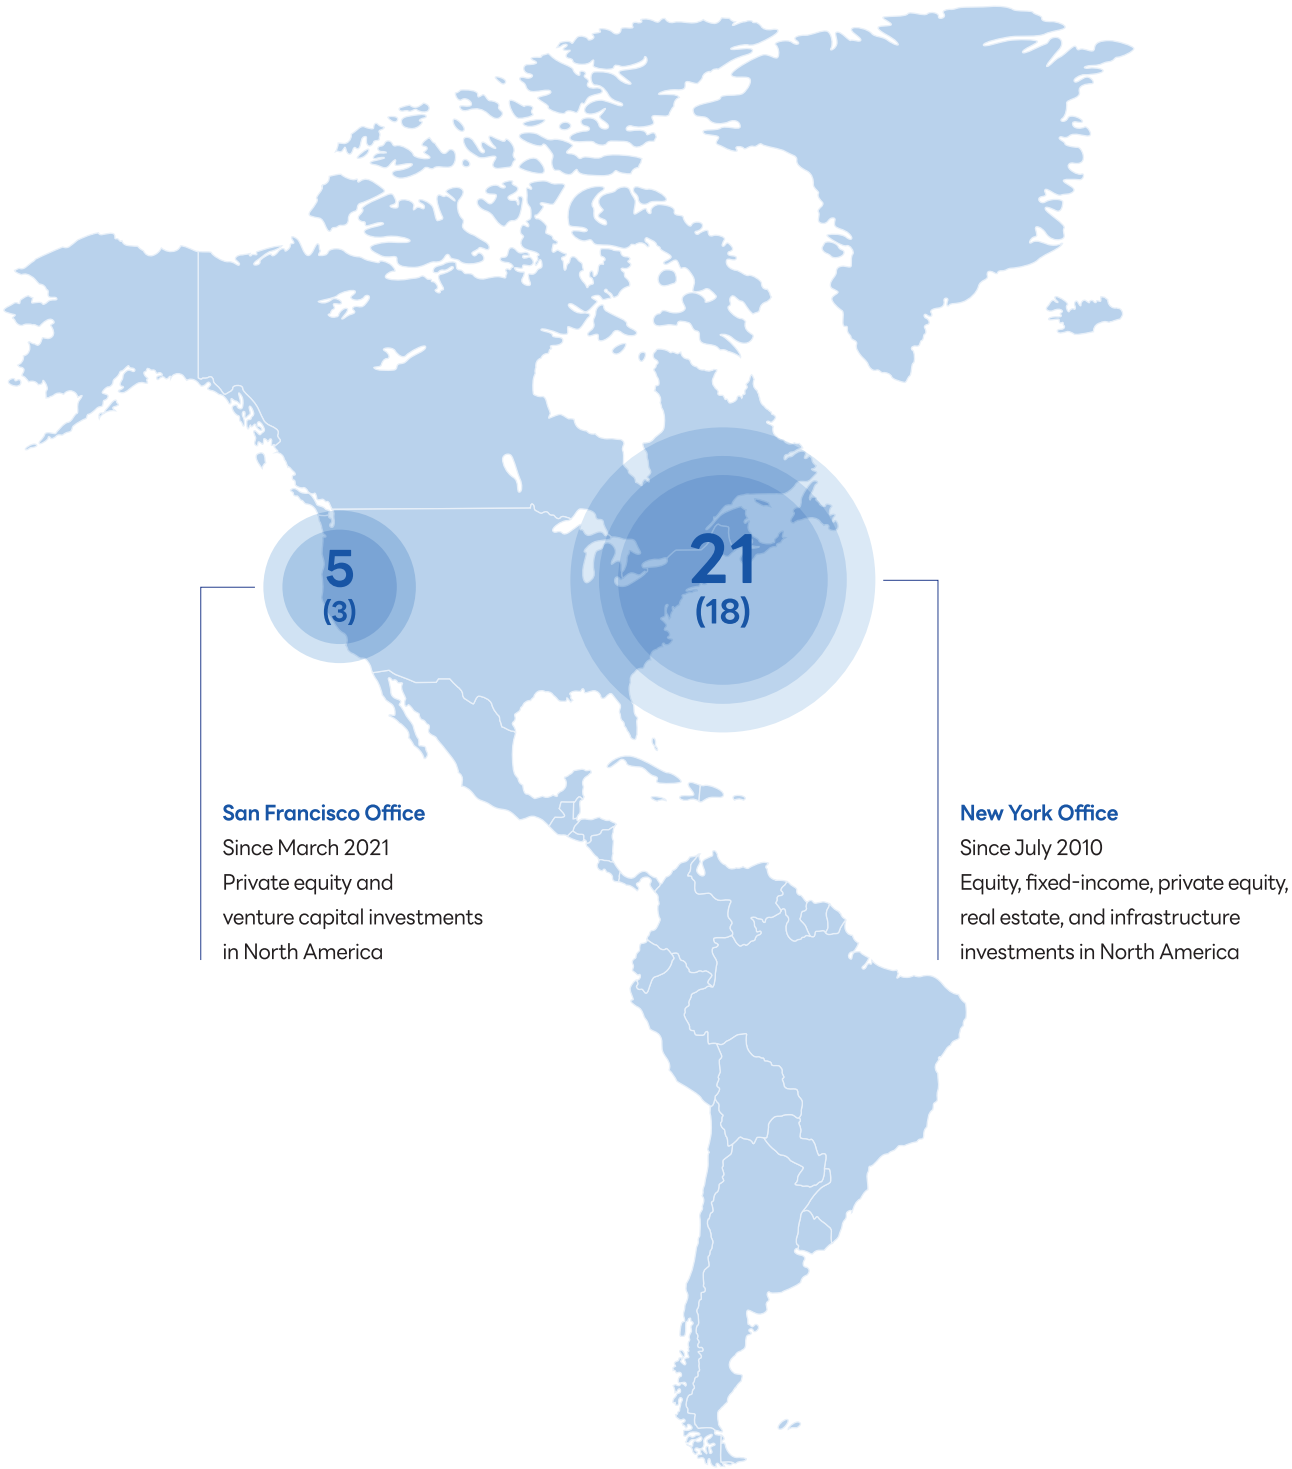 5
(3)
21
(18)
San Francisco Office
Since March 2021
Private equity and
venture capital investments
in North America
New York Office
Since July 2010
Equity, fixed-income, private equity,
real estate, and infrastructure
investments in North America